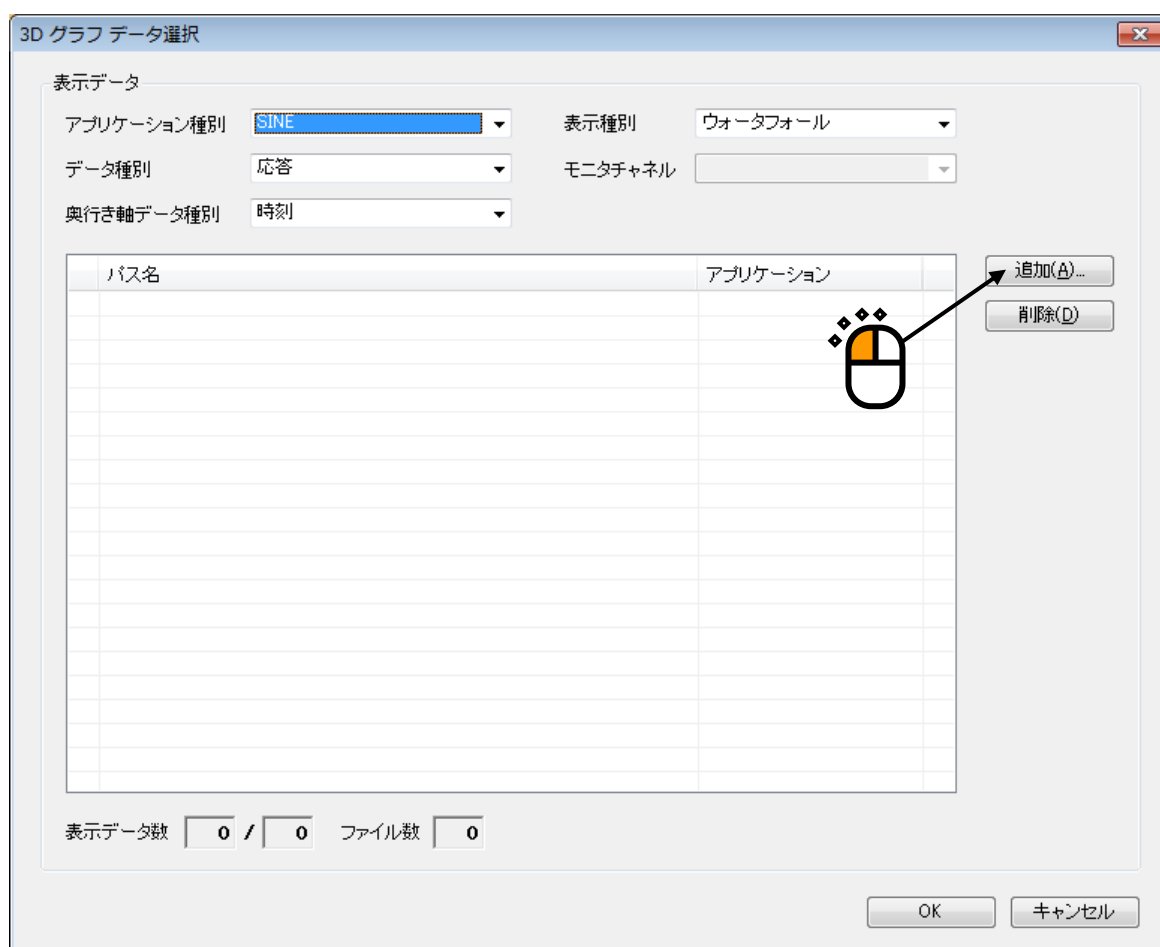 3D グラフ データ選択
表示データ
アプリケーション種別 SINE 表示種別 ウォータフォール
データ種別 応答 モニタチャネル
奥行き軸データ種別 時刻
パス名 アプリケーション
追加(A)...
削除(D)
表示データ数 0 / 0 ファイル数 0
OK キャンセル